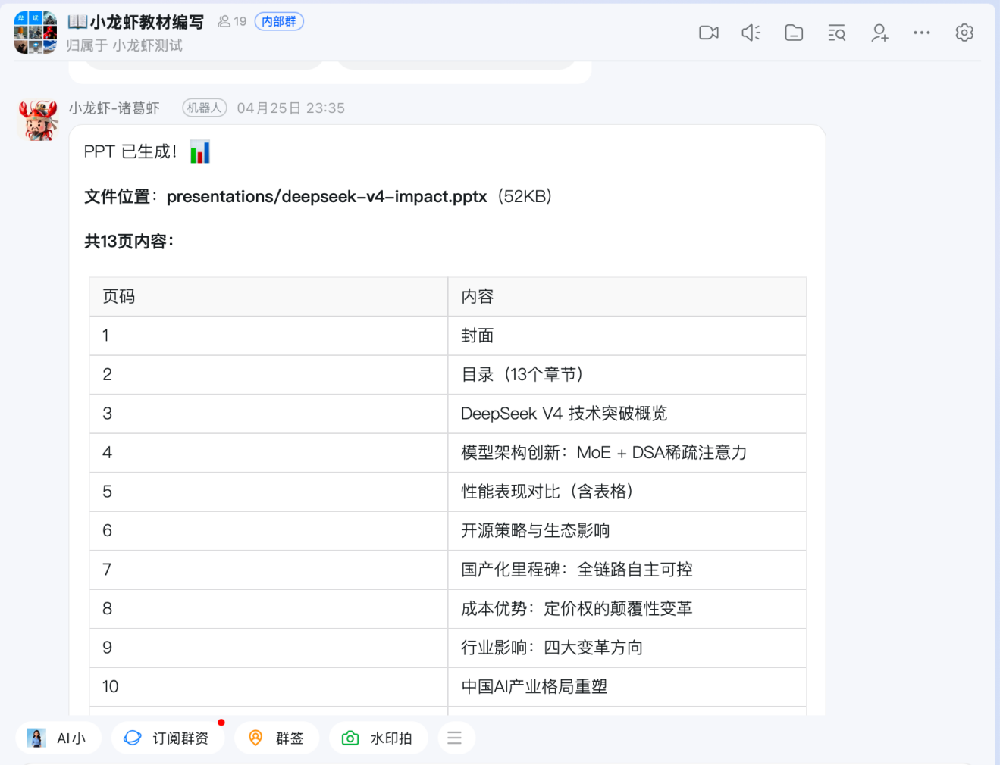 烨 斌
📖小龙虾教材编写 19 内部群
归属于 小龙虾测试
小龙虾-诸葛虾 机器人 04月25日 23:35
PPT 已生成！📊
文件位置：presentations/deepseek-v4-impact.pptx（52KB）
共13页内容：
页码 内容
1 封面
2 目录（13个章节）
3 DeepSeek V4 技术突破概览
4 模型架构创新：MoE + DSA稀疏注意力
5 性能表现对比（含表格）
6 开源策略与生态影响
7 国产化里程碑：全链路自主可控
8 成本优势：定价权的颠覆性变革
9 行业影响：四大变革方向
10 中国AI产业格局重塑
AI小 订阅群资 群签 水印拍